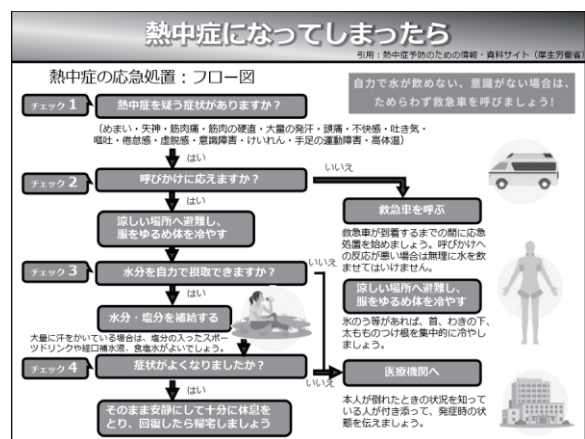 熱中症になってしまったら
引用：熱中症予防のための情報・資料サイト（厚生労働省）
熱中症の応急処置：フロー図
自力で水が飲めない、意識がない場合は、
ためらわず救急車を呼びましょう！
チェック 1
熱中症を疑う症状がありますか？
（めまい・失神・筋肉痛・筋肉の硬直・大量の発汗・頭痛・不快感・吐き気・
嘔吐・倦怠感・虚脱感・意識障害・けいれん・手足の運動障害・高体温）
はい
チェック 2
呼びかけに応えますか？
いいえ
はい
涼しい場所へ避難し、
服をゆるめ体を冷やす
救急車を呼ぶ
救急車が到着するまでの間に応急
処置を始めましょう。呼びかけへ
の反応が悪い場合は無理に水を飲
ませてはいけません。
チェック 3
水分を自力で摂取できますか？
いいえ
はい
涼しい場所へ避難し、
服をゆるめ体を冷やす
氷のう等があれば、首、わきの下、
太もものつけ根を集中的に冷やし
ましょう。
水分・塩分を補給する
大量に汗をかいている場合は、塩分の入ったスポー
ツドリンクや経口補水液、食塩水がよいでしょう。
チェック 4
症状がよくなりましたか？
いいえ
はい
医療機関へ
本人が倒れたときの状況を知って
いる人が付き添って、発症時の状
態を伝えましょう。
そのまま安静にして十分に休息を
とり、回復したら帰宅しましょう